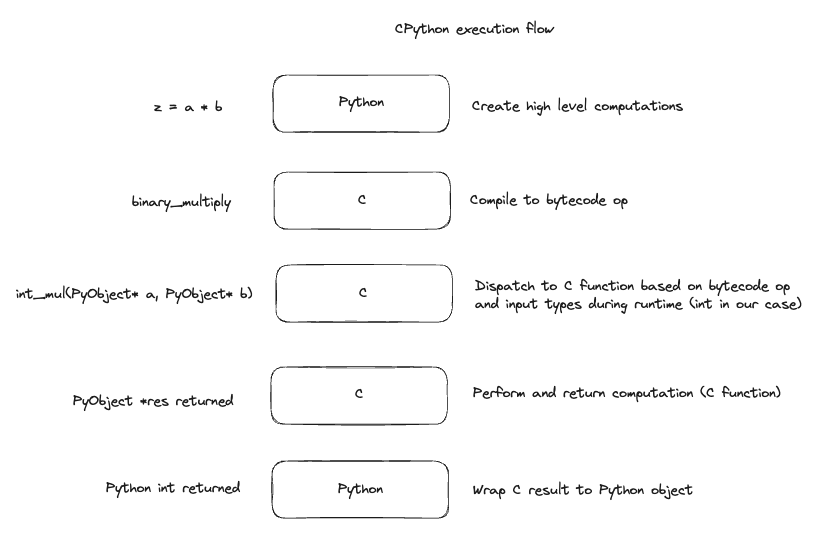 CPython execution flow
z = a * b
Python
Create high level computations
binary_multiply
C
Compile to bytecode op
int_mul(PyObject* a, PyObject* b)
C
Dispatch to C function based on bytecode op
and input types during runtime (int in our case)
PyObject *res returned
C
Perform and return computation (C function)
Python int returned
Python
Wrap C result to Python object